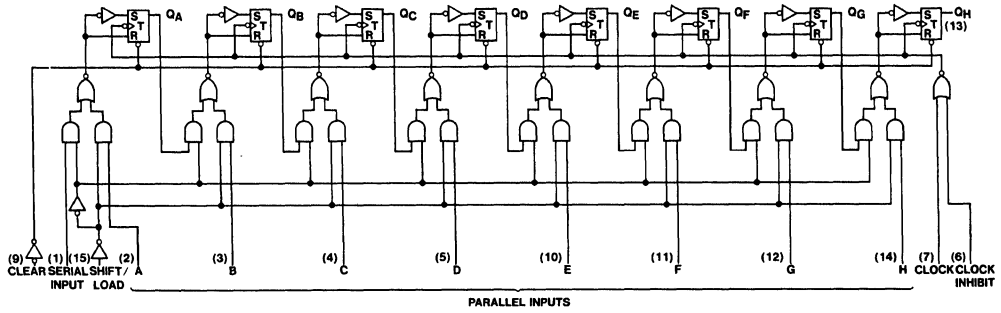 S QA S QB S QC S QD S QE S QF S QG S QH
T T T T T T T T (13)
R R R R R R R R
(9) (1) (15) (2) (3) (4) (5) (10) (11) (12) (14) (7) (6)
CLEAR SERIAL SHIFT/ A B C D E F G H CLOCK CLOCK
INPUT LOAD INHIBIT
PARALLEL INPUTS